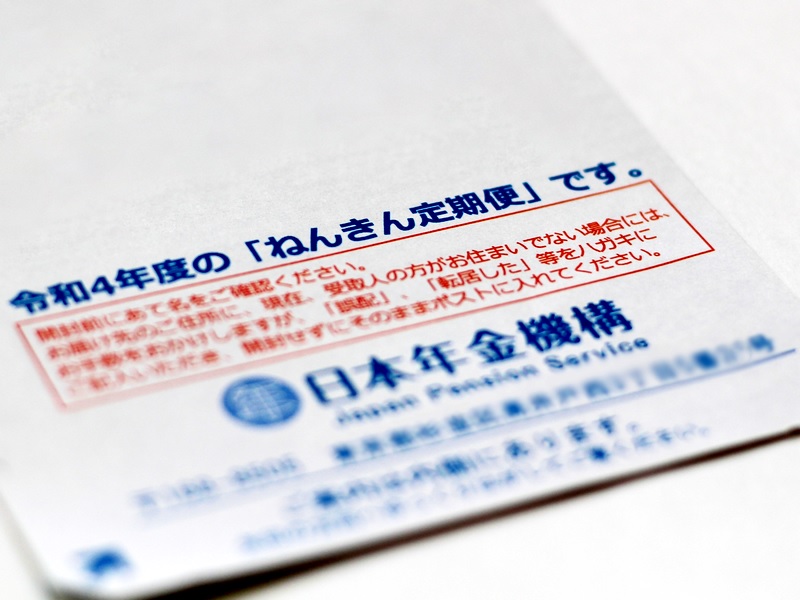 令和4年度の「ねんきん定期便」です。
開封前にあて名をご確認ください。
お届け先のご住所に、現在、受取人の方がお住まいでない場合には、
お手数をおかけしますが、「誤配」、「転居した」等をハガキに
ご記入いただき、開封せずにそのままポストに入れてください。
日本年金機構
Japan Pension Service